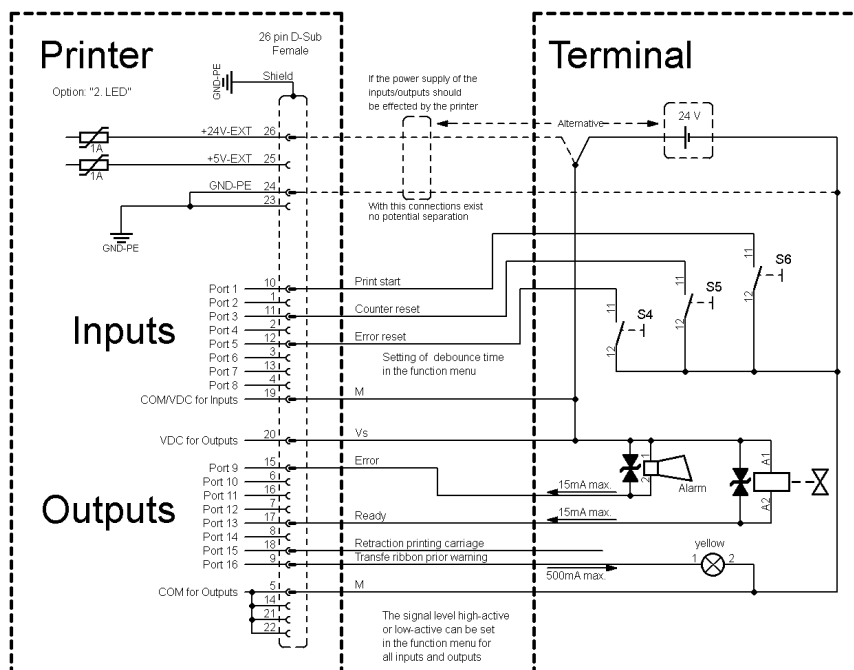 Printer
Option: "2. LED"
26 pin D-Sub
Female
GND-PE
Shield
+24V-EXT 26
1A
+5V-EXT 25
1A
GND-PE 24
23
GND-PE
If the power supply of the
inputs/outputs should
be effected by the printer
Alternative
With this connections exist
no potential separation
Terminal
24 V
Inputs
Port 1 10 Print start
Port 2 1
Port 3 11 Counter reset
Port 4 2
Port 5 12 Error reset
Port 6 3
Port 7 13
Port 8 4
COM/VDC for Inputs 19 M
Setting of debounce time
in the function menu
11
12
S4
11
12
S5
11
12
S6
Outputs
VDC for Outputs 20 Vs
Port 9 15 Error
Port 10 6
Port 11 16
Port 12 7
Port 13 17 Ready
Port 14 8
Port 15 18 Retraction printing carriage
Port 16 9 Transfe ribbon prior warning
COM for Outputs 5 M
14
21
22
15mA max.
15mA max.
500mA max.
1
2
Alarm
A1
A2
yellow
1 2
The signal level high-active
or low-active can be set
in the function menu for
all inputs and outputs